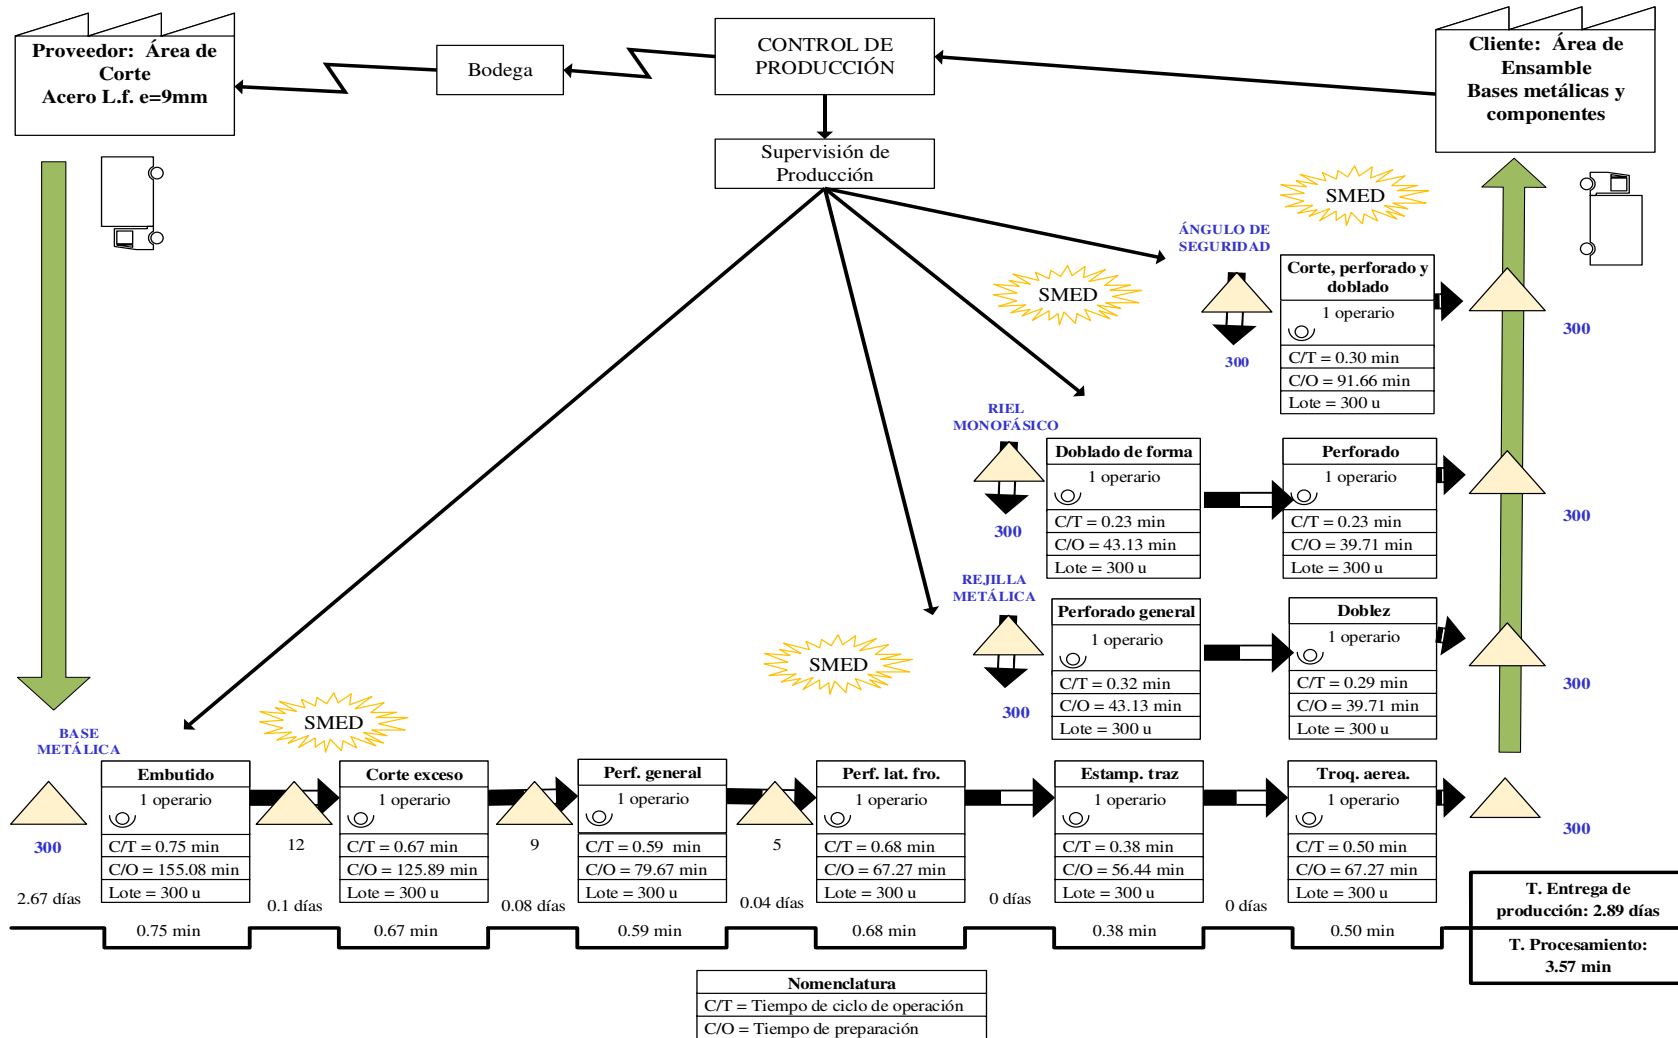 Proveedor: Área de
Corte
Acero L.f. e=9mm
Bodega
CONTROL DE
PRODUCCIÓN
Cliente: Área de
Ensamble
Bases metálicas y
componentes
Supervisión de
Producción
SMED
ÁNGULO DE
SEGURIDAD
300
Corte, perforado y
doblado
1 operario
C/T = 0.30 min
C/O = 91.66 min
Lote = 300 u
300
SMED
RIEL
MONOFÁSICO
300
Doblado de forma
1 operario
C/T = 0.23 min
C/O = 43.13 min
Lote = 300 u
Perforado
1 operario
C/T = 0.23 min
C/O = 39.71 min
Lote = 300 u
300
REJILLA
METÁLICA
300
Perforado general
1 operario
C/T = 0.32 min
C/O = 43.13 min
Lote = 300 u
Doblez
1 operario
C/T = 0.29 min
C/O = 39.71 min
Lote = 300 u
300
SMED
SMED
BASE
METÁLICA
300
2.67 días
Embutido
1 operario
C/T = 0.75 min
C/O = 155.08 min
Lote = 300 u
0.75 min
12
0.1 días
Corte exceso
1 operario
C/T = 0.67 min
C/O = 125.89 min
Lote = 300 u
0.67 min
9
0.08 días
Perf. general
1 operario
C/T = 0.59 min
C/O = 79.67 min
Lote = 300 u
0.59 min
5
0.04 días
Perf. lat. fro.
1 operario
C/T = 0.68 min
C/O = 67.27 min
Lote = 300 u
0.68 min
0 días
Estamp. traz
1 operario
C/T = 0.38 min
C/O = 56.44 min
Lote = 300 u
0.38 min
0 días
Troq. aerea.
1 operario
C/T = 0.50 min
C/O = 67.27 min
Lote = 300 u
0.50 min
300
T. Entrega de
producción: 2.89 días
T. Procesamiento:
3.57 min
Nomenclatura
C/T = Tiempo de ciclo de operación
C/O = Tiempo de preparación